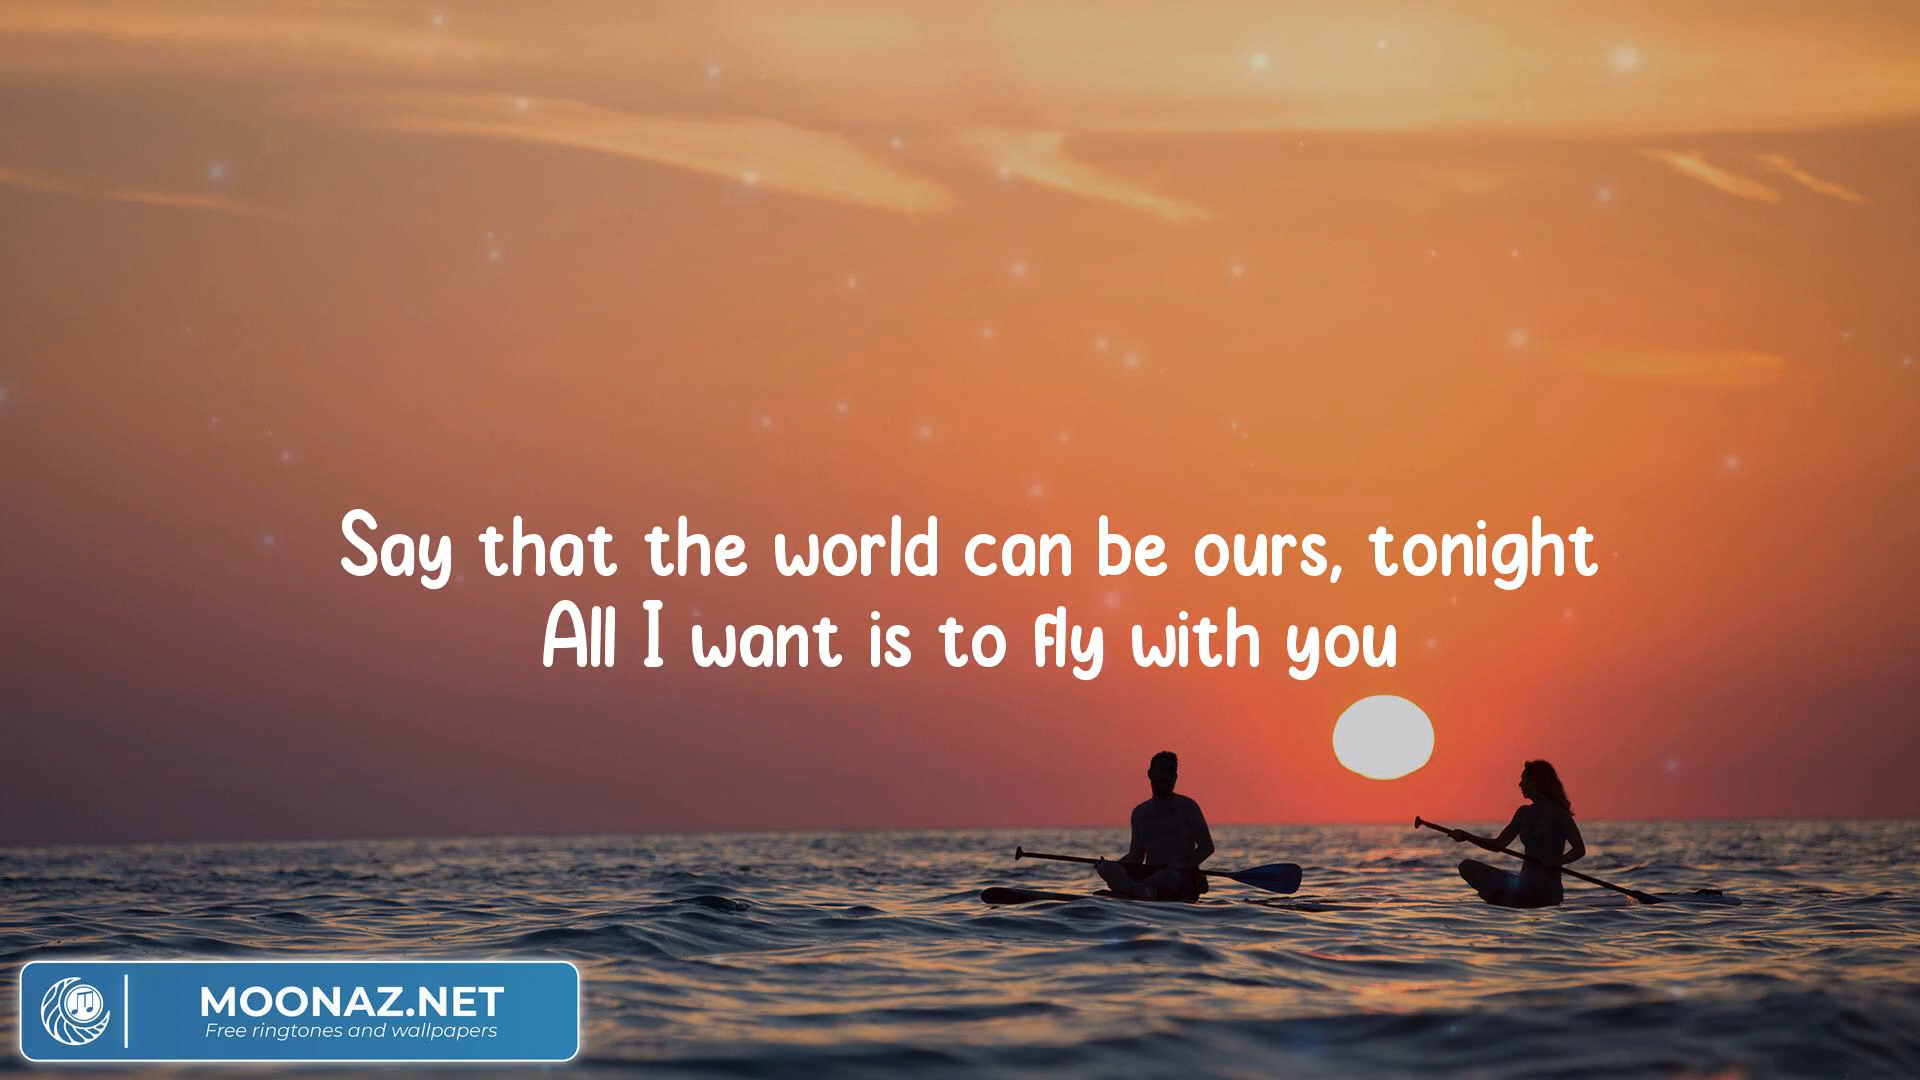 Say that the world can be ours, tonight
All I want is to fly with you
MOONAZ.NET
Free ringtones and wallpapers